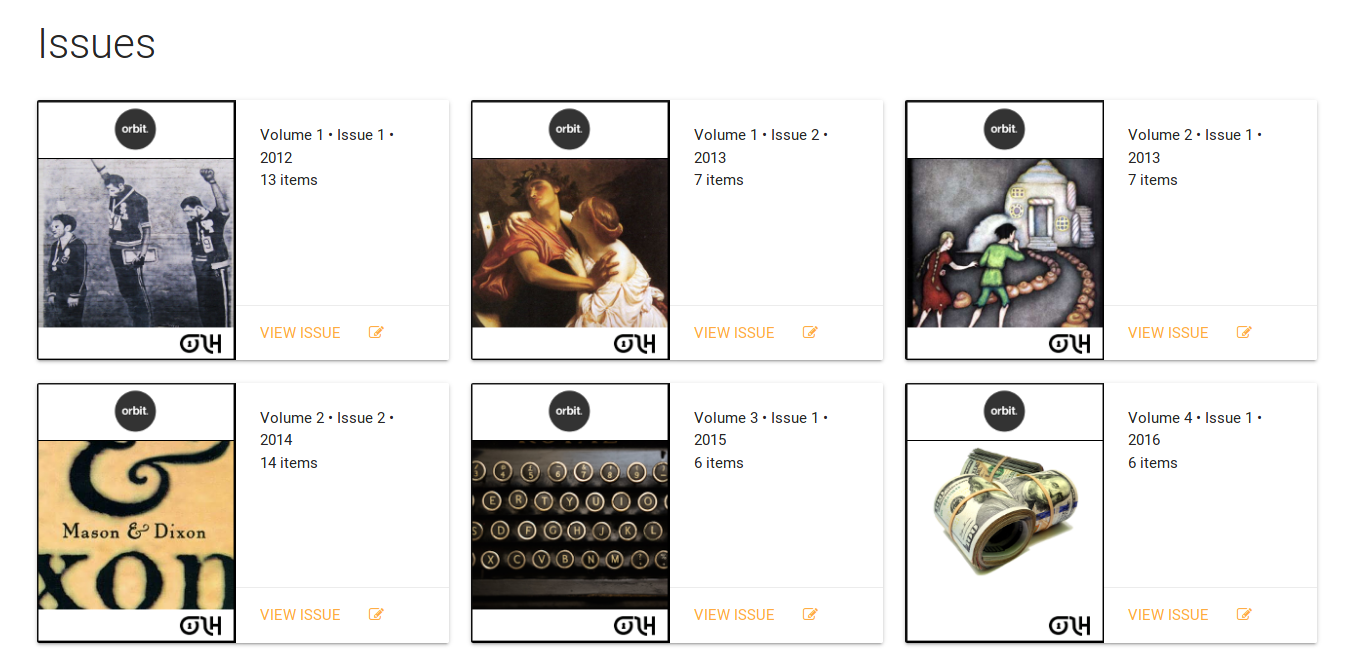 Issues
orbit.
Volume 1 • Issue 1 •
2012
13 items
VIEW ISSUE
OLH
orbit.
Volume 1 • Issue 2 •
2013
7 items
VIEW ISSUE
OLH
orbit.
Volume 2 • Issue 1 •
2013
7 items
VIEW ISSUE
OLH
orbit.
Volume 2 • Issue 2 •
2014
14 items
&
Mason & Dixon
xon
VIEW ISSUE
OLH
orbit.
Volume 3 • Issue 1 •
2015
6 items
E R T Y U I O
S D F G H J K L
X C V B N M
VIEW ISSUE
OLH
orbit.
Volume 4 • Issue 1 •
2016
6 items
VIEW ISSUE
OLH